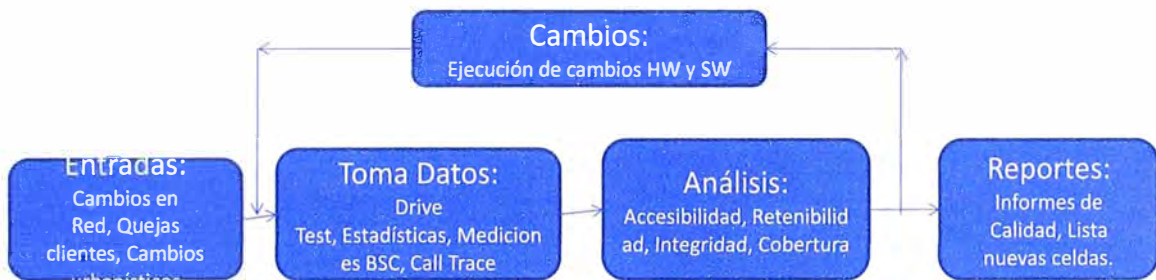 Cambios:
Ejecución de cambios HW y SW
Entradas:
Cambios en
Red, Quejas
clientes, Cambios
urbanísticos
Toma Datos:
Drive
Test, Estadísticas, Medicion
es BSC, Call Trace
Análisis:
Accesibilidad, Retenibilid
ad, Integridad, Cobertura
Reportes:
Informes de
Calidad, Lista
nuevas celdas.